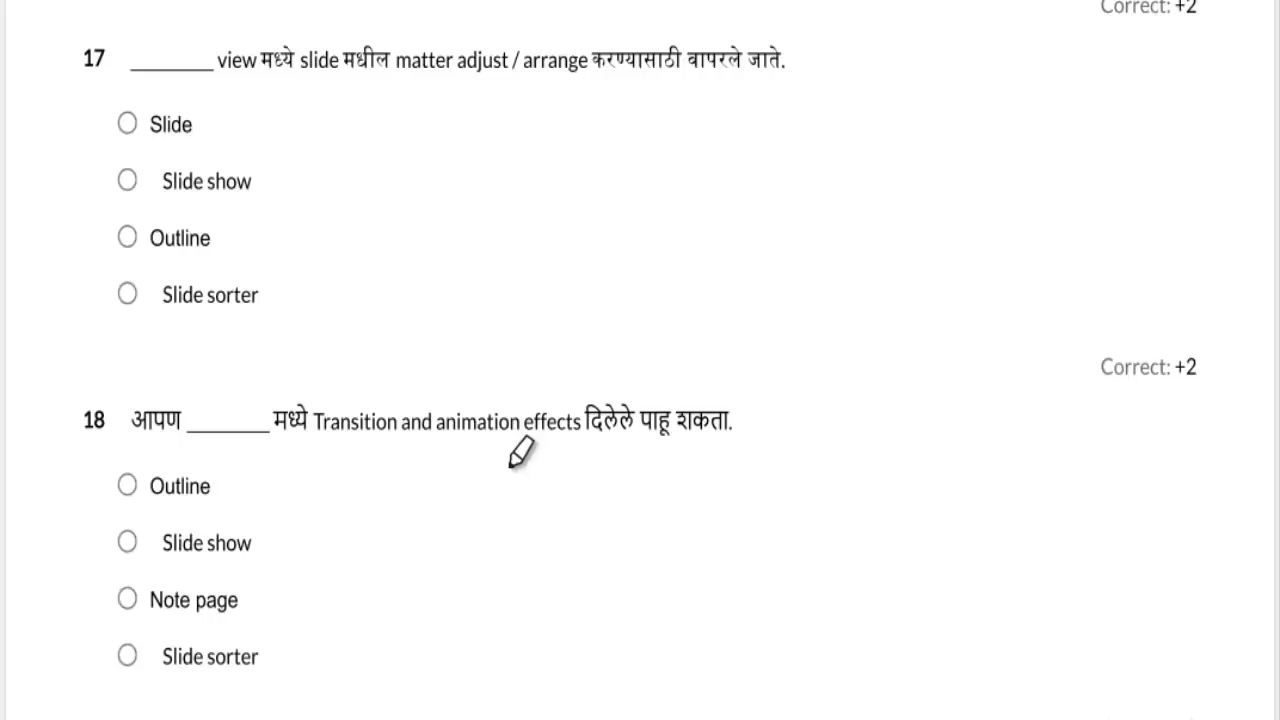 Correct: +2
17 ________ view मध्ये slide मधील matter adjust / arrange करण्यासाठी वापरले जाते.
Slide
Slide show
Outline
Slide sorter
Correct: +2
18 आपण ________ मध्ये Transition and animation effects दिलेले पाहू शकता.
Outline
Slide show
Note page
Slide sorter